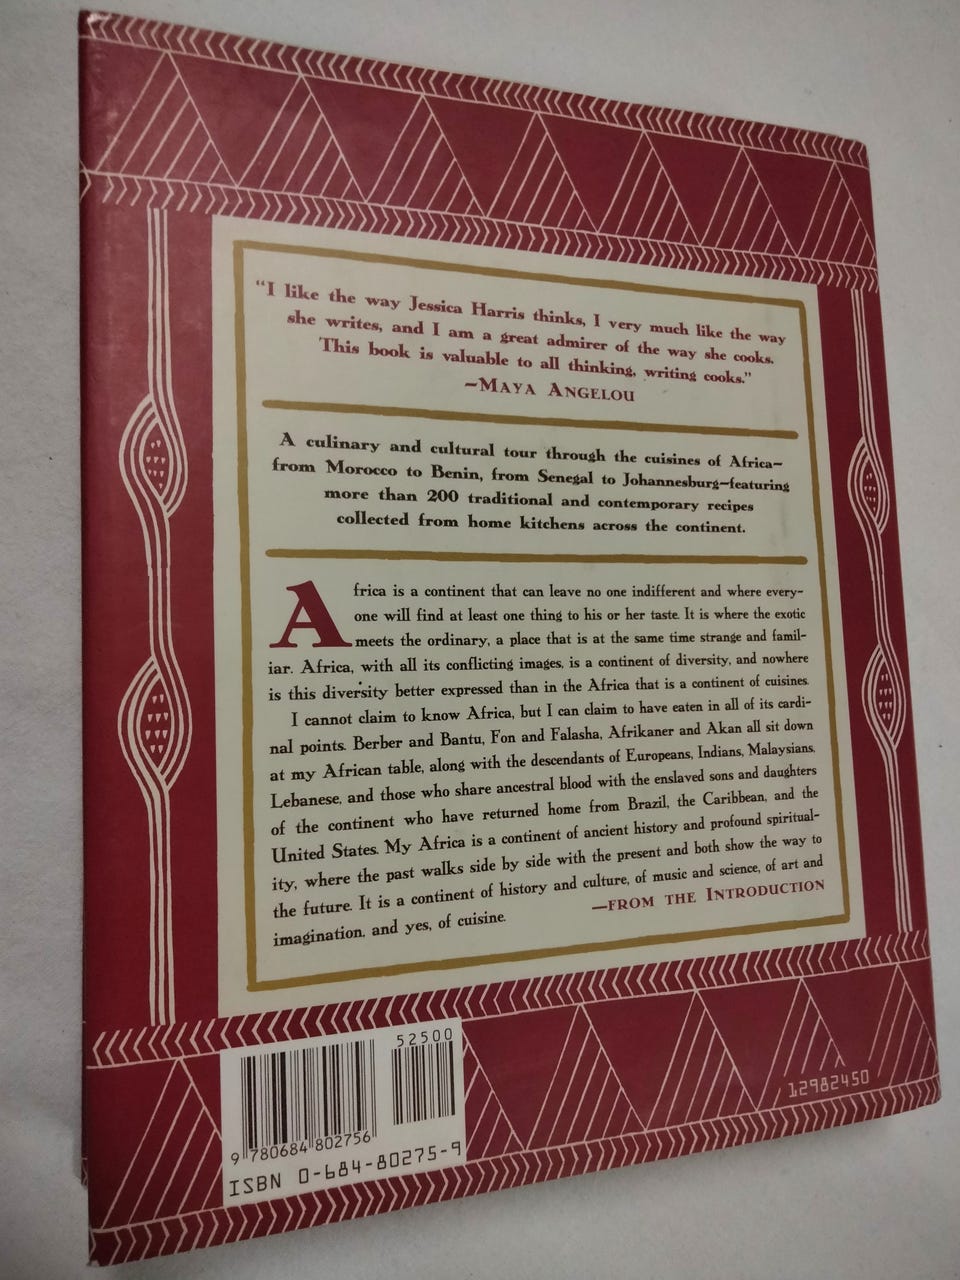 "I like the way Jessica Harris thinks, I very much like the way
she writes, and I am a great admirer of the way she cooks.
This book is valuable to all thinking, writing cooks."
~MAYA ANGELOU
A culinary and cultural tour through the cuisines of Africa—
from Morocco to Benin, from Senegal to Johannesburg—featuring
more than 200 traditional and contemporary recipes
collected from home kitchens across the continent.
Africa is a continent that can leave no one indifferent and where every-
one will find at least one thing to his or her taste. It is where the exotic
meets the ordinary, a place that is at the same time strange and famil-
iar. Africa, with all its conflicting images, is a continent of diversity, and nowhere
is this diversity better expressed than in the Africa that is a continent of cuisines.
I cannot claim to know Africa, but I can claim to have eaten in all of its cardi-
nal points. Berber and Bantu, Fon and Falasha, Afrikaner and Akan all sit down
at my African table, along with the descendants of Europeans, Indians, Malaysians,
Lebanese, and those who share ancestral blood with the enslaved sons and daughters
of the continent who have returned home from Brazil, the Caribbean, and the
United States. My Africa is a continent of ancient history and profound spiritual-
ity, where the past walks side by side with the present and both show the way to
the future. It is a continent of history and culture, of music and science, of art and
imagination, and yes, of cuisine.
—FROM THE INTRODUCTION
52500
9 780684 802756
ISBN 0-684-80275-9
12982450